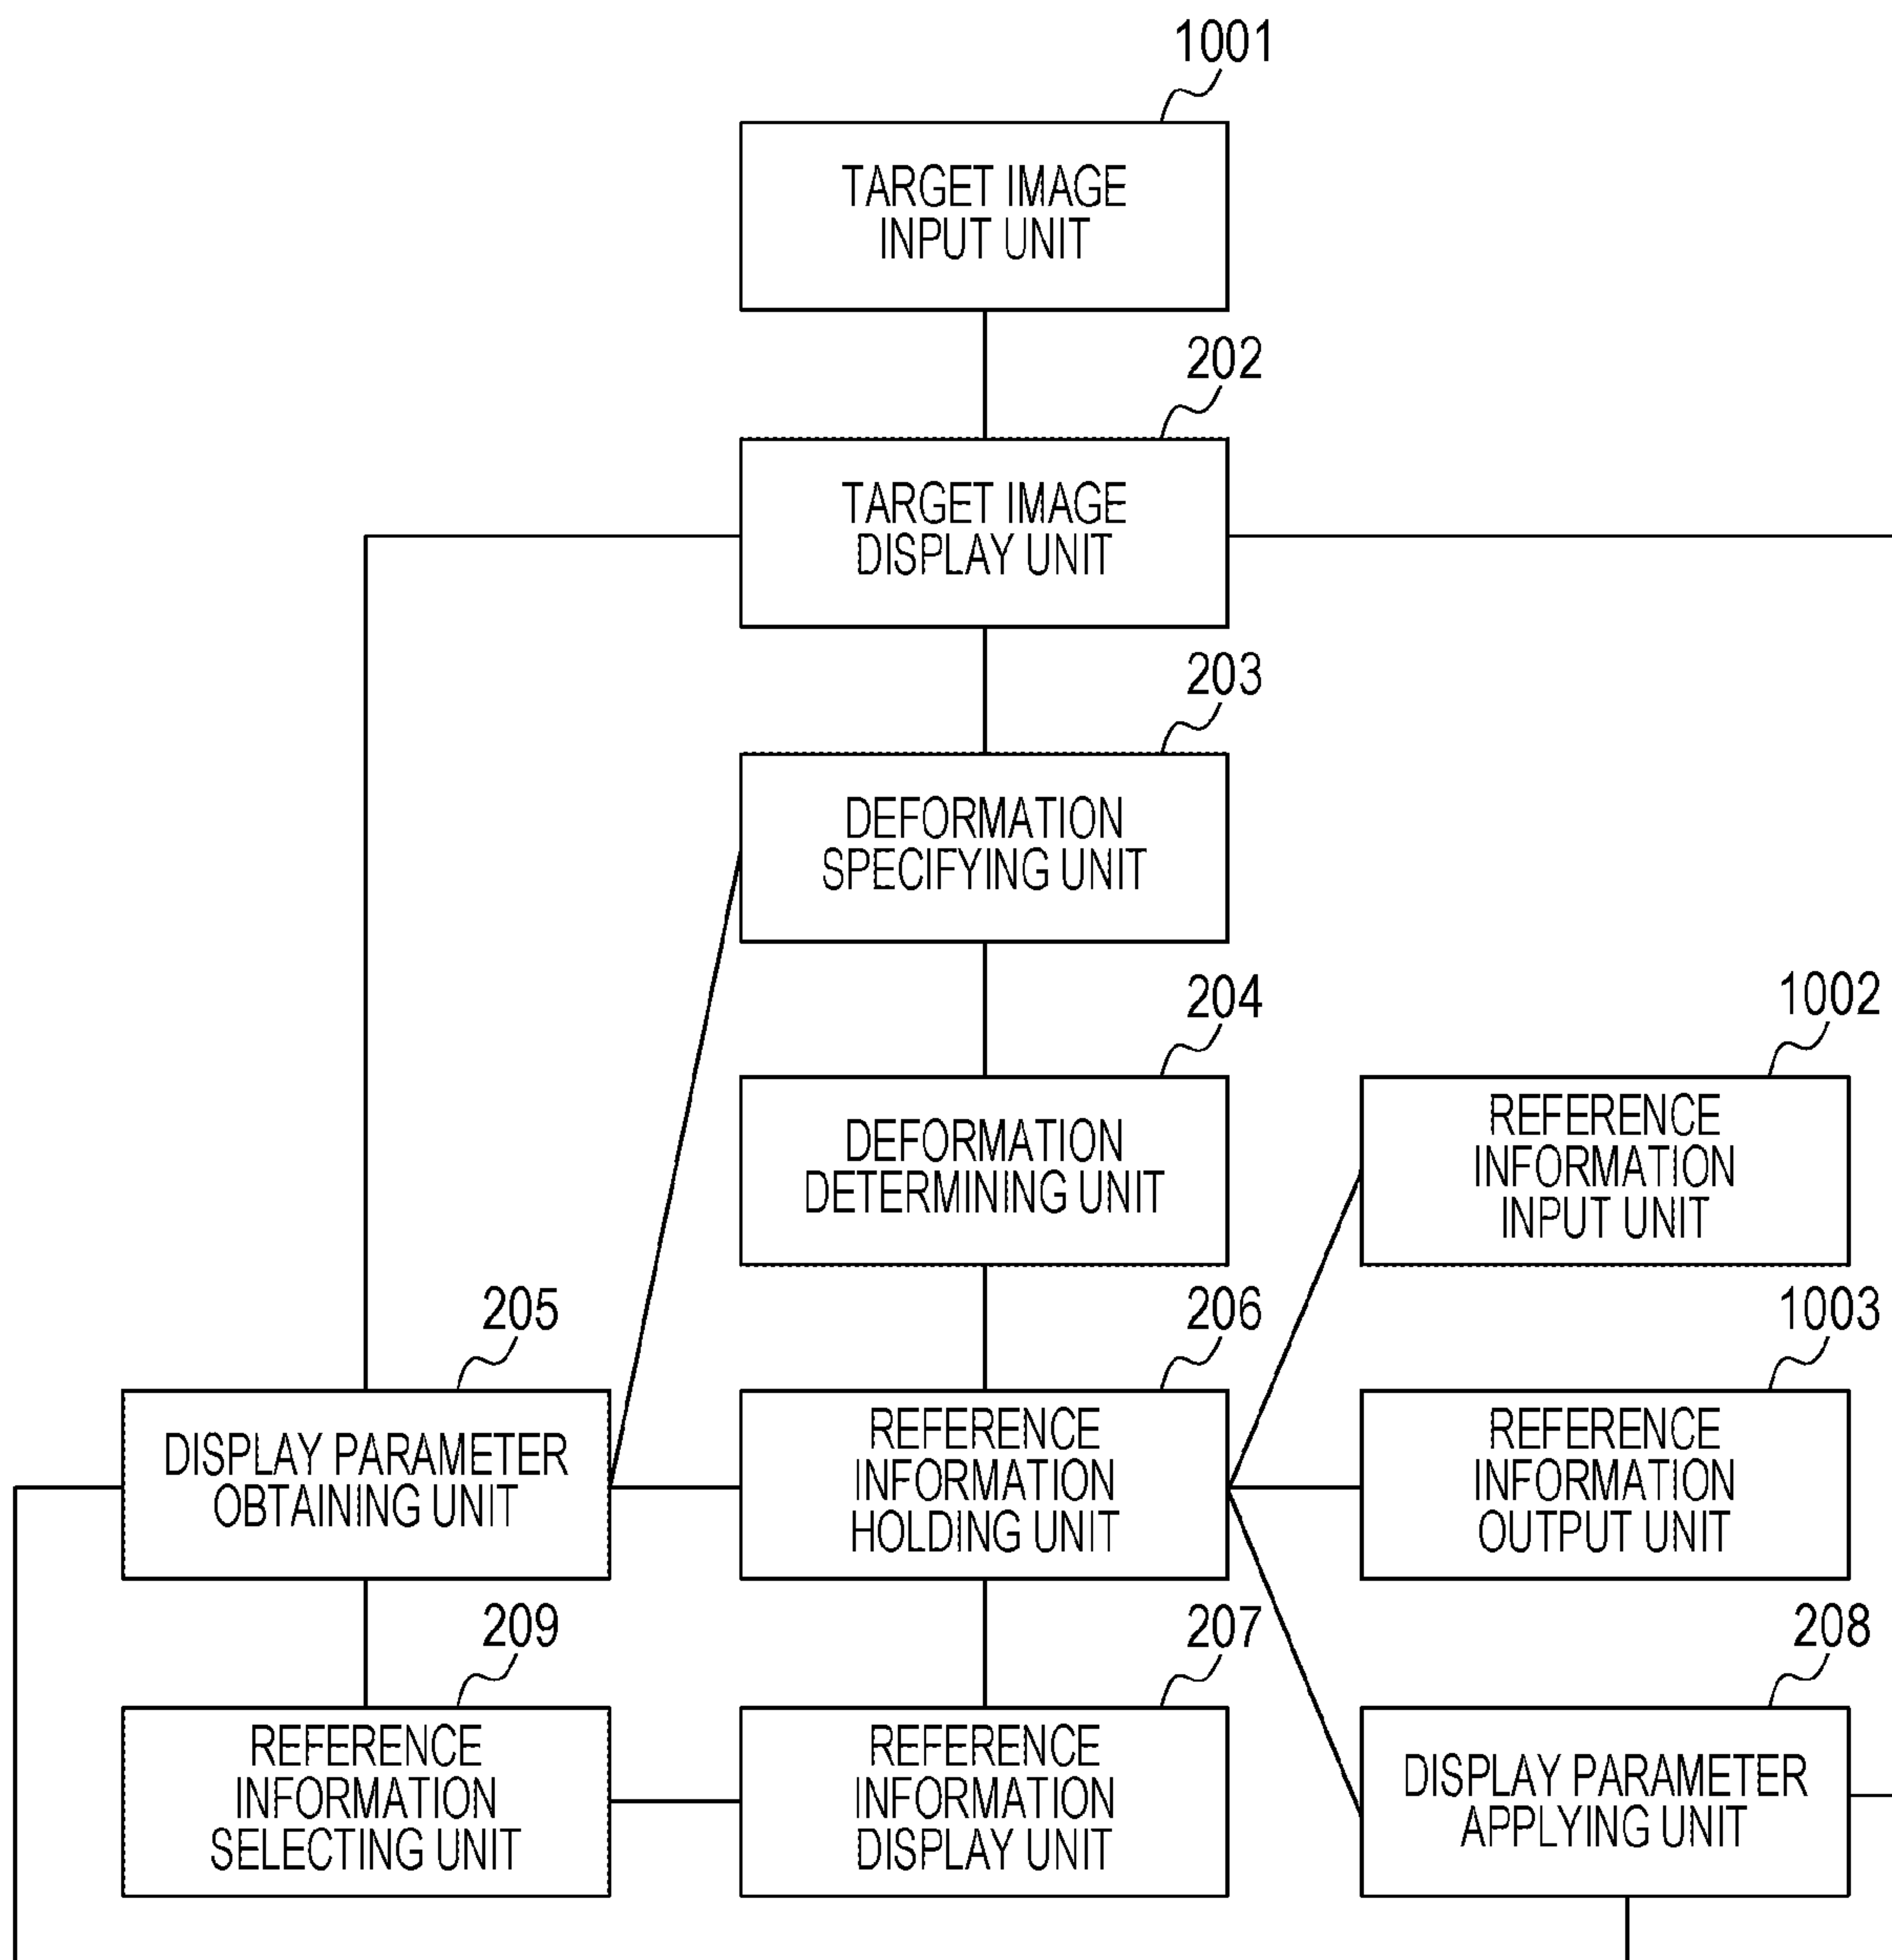 1001
TARGET IMAGE
INPUT UNIT
202
TARGET IMAGE
DISPLAY UNIT
203
DEFORMATION
SPECIFYING UNIT
204
DEFORMATION
DETERMINING UNIT
1002
REFERENCE
INFORMATION
INPUT UNIT
205
DISPLAY PARAMETER
OBTAINING UNIT
206
REFERENCE
INFORMATION
HOLDING UNIT
1003
REFERENCE
INFORMATION
OUTPUT UNIT
209
REFERENCE
INFORMATION
SELECTING UNIT
207
REFERENCE
INFORMATION
DISPLAY UNIT
208
DISPLAY PARAMETER
APPLYING UNIT